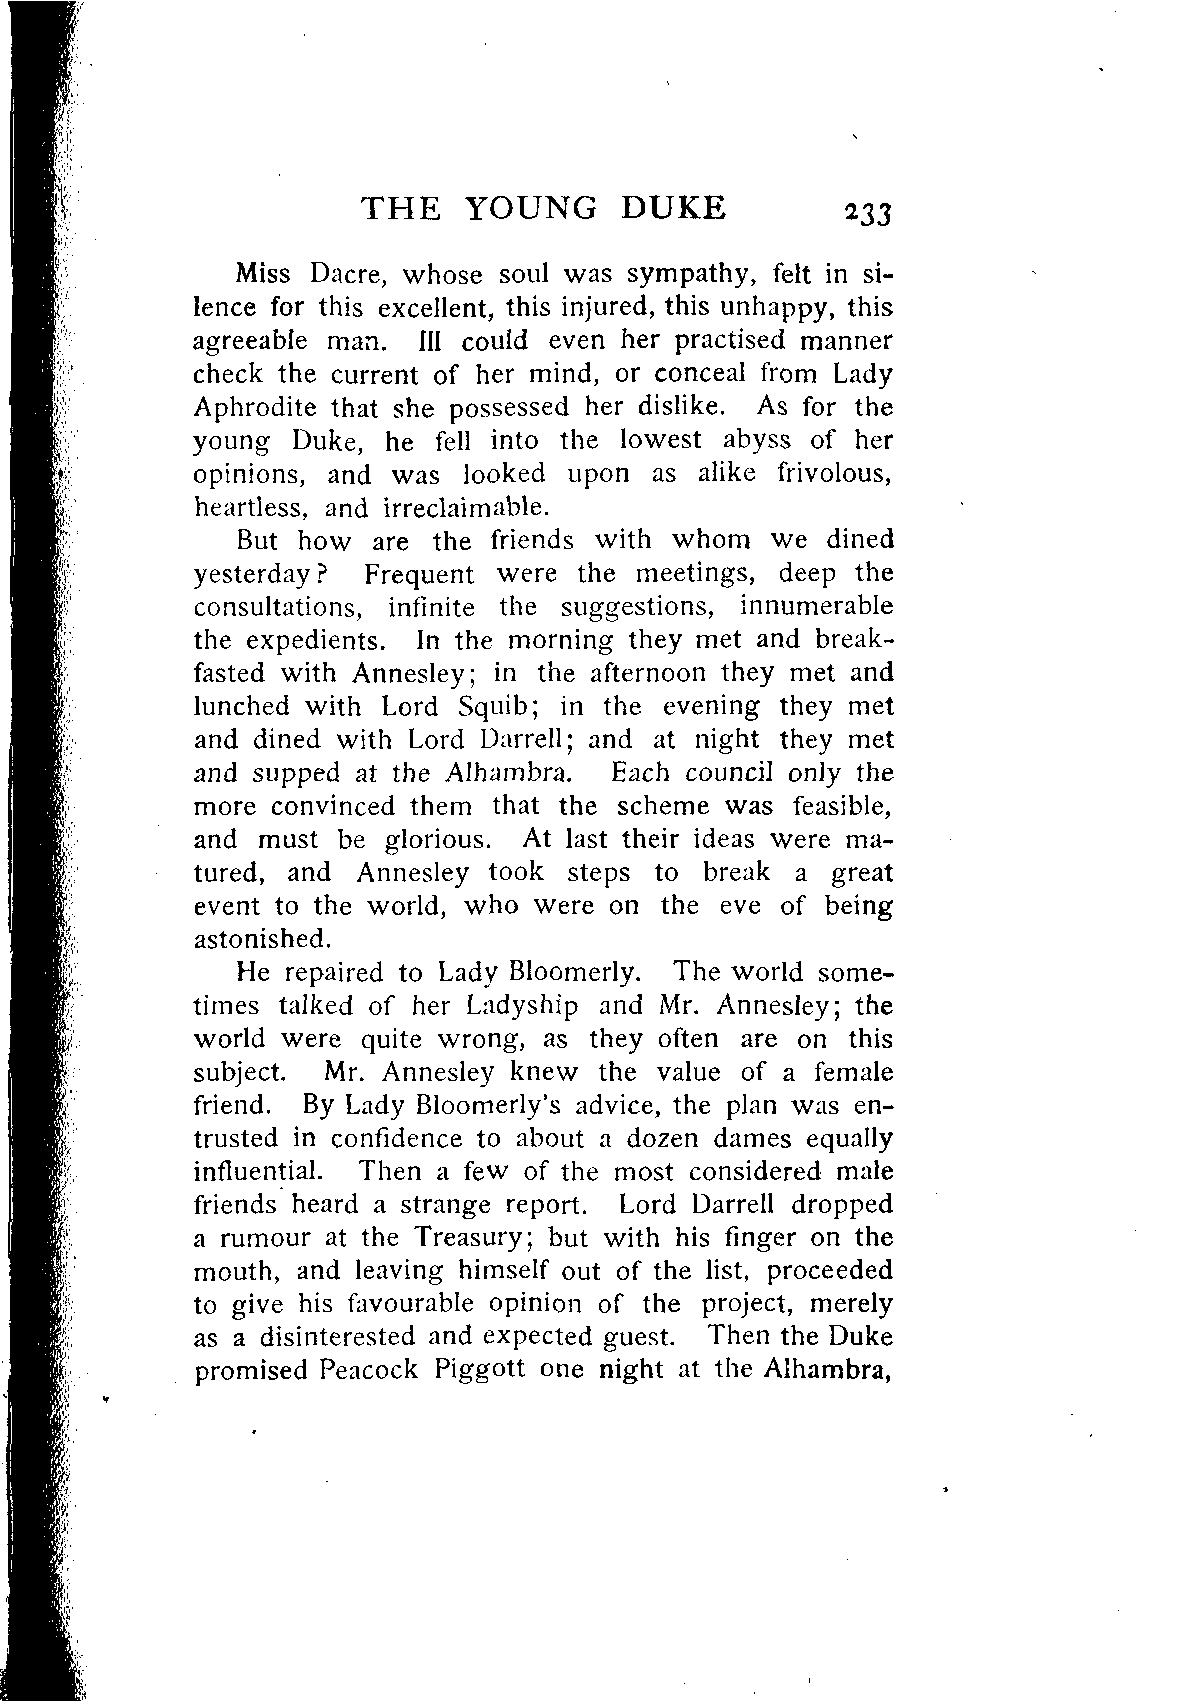 THE YOUNG DUKE 233
Miss Dacre, whose soul was sympathy, felt in si-
lence for this excellent, this injured, this unhappy, this
agreeable man. Ill could even her practised manner
check the current of her mind, or conceal from Lady
Aphrodite that she possessed her dislike. As for the
young Duke, he fell into the lowest abyss of her
opinions, and was looked upon as alike frivolous,
heartless, and irreclaimable.
But how are the friends with whom we dined
yesterday? Frequent were the meetings, deep the
consultations, infinite the suggestions, innumerable
the expedients. In the morning they met and break-
fasted with Annesley; in the afternoon they met and
lunched with Lord Squib; in the evening they met
and dined with Lord Darrell; and at night they met
and supped at the Alhambra. Each council only the
more convinced them that the scheme was feasible,
and must be glorious. At last their ideas were ma-
tured, and Annesley took steps to break a great
event to the world, who were on the eve of being
astonished.
He repaired to Lady Bloomerly. The world some-
times talked of her Ladyship and Mr. Annesley; the
world were quite wrong, as they often are on this
subject. Mr. Annesley knew the value of a female
friend. By Lady Bloomerly's advice, the plan was en-
trusted in confidence to about a dozen dames equally
influential. Then a few of the most considered male
friends heard a strange report. Lord Darrell dropped
a rumour at the Treasury; but with his finger on the
mouth, and leaving himself out of the list, proceeded
to give his favourable opinion of the project, merely
as a disinterested and expected guest. Then the Duke
promised Peacock Piggott one night at the Alhambra,